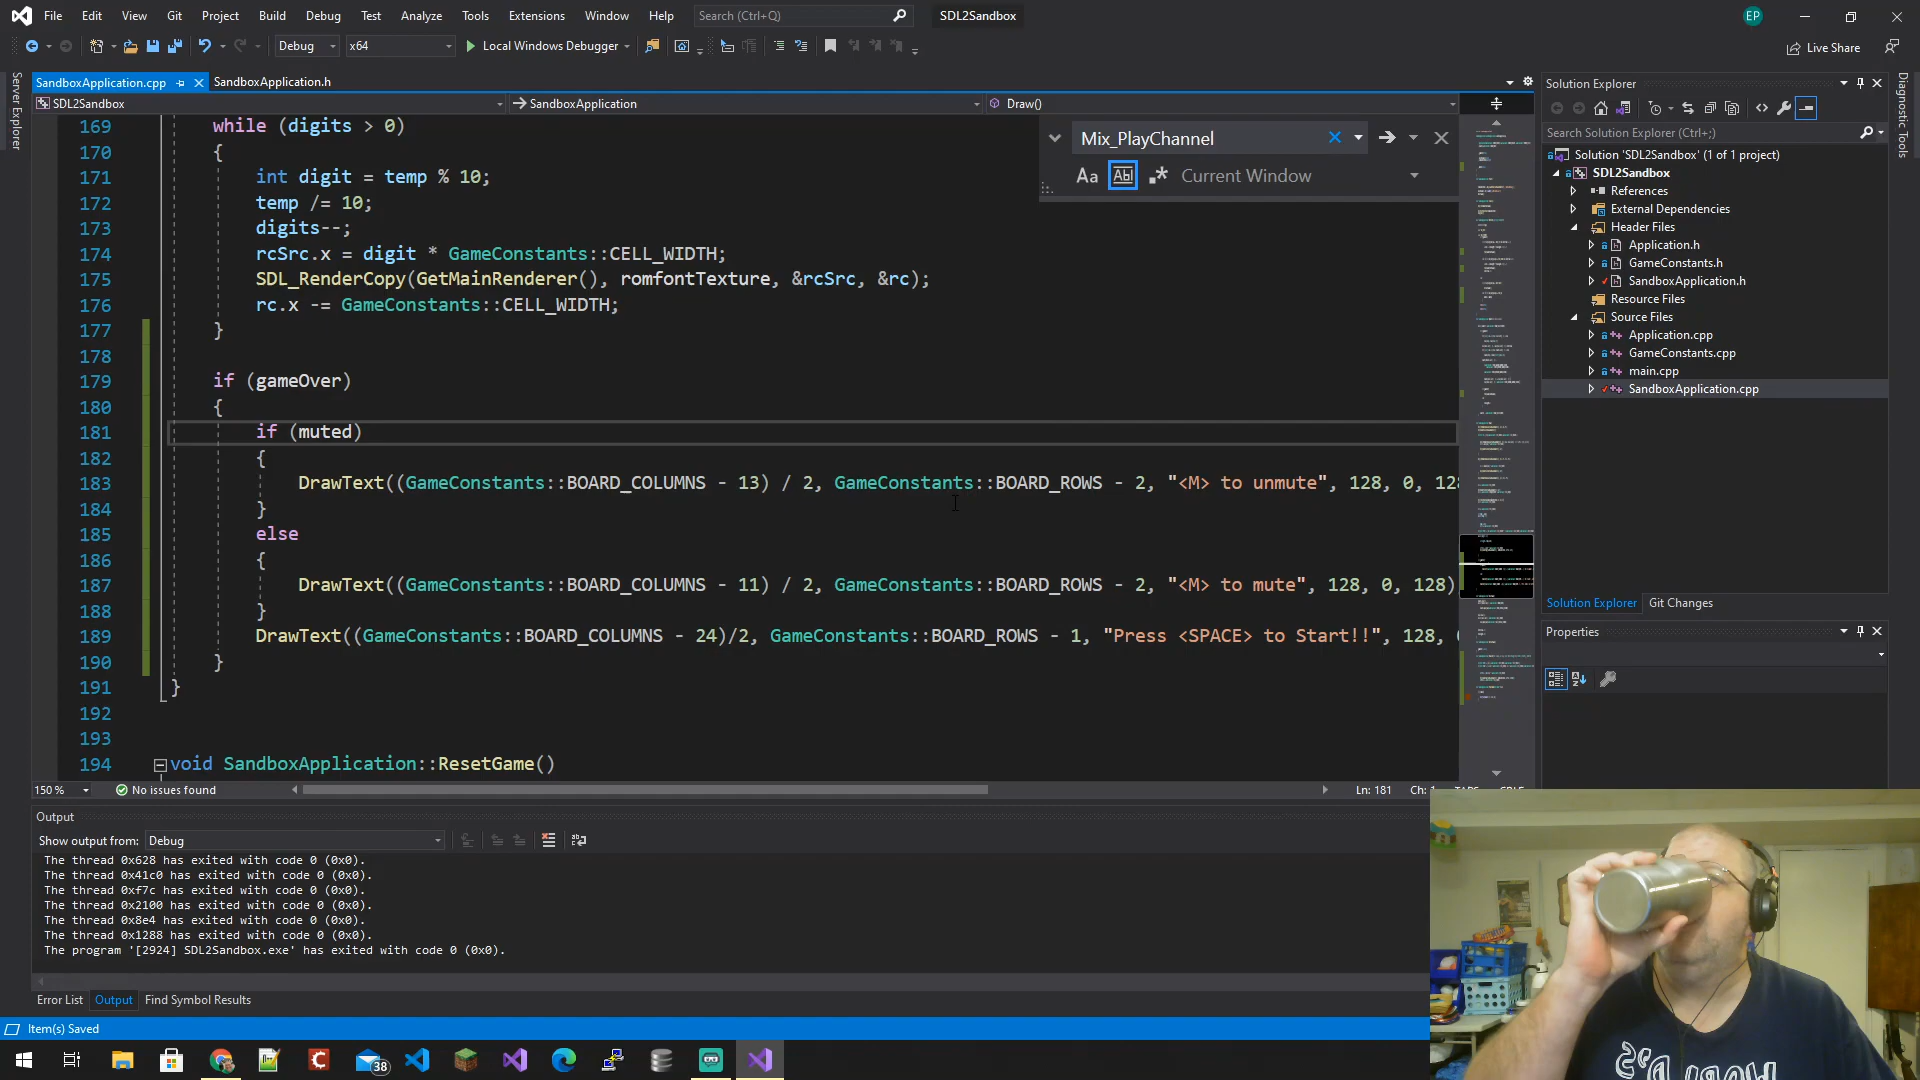 File Edit View Git Project Build Debug Test Analyze Tools Extensions Window Help Search (Ctrl+Q) SDL2Sandbox EP
Debug x64 Local Windows Debugger Live Share
Server Explorer
SandboxApplication.cpp SandboxApplication.h
SDL2Sandbox SandboxApplication Draw()
Mix_PlayChannel
Aa Abl .* Current Window
169 while (digits > 0)
170 {
171 int digit = temp % 10;
172 temp /= 10;
173 digits--;
174 rcSrc.x = digit * GameConstants::CELL_WIDTH;
175 SDL_RenderCopy(GetMainRenderer(), romfontTexture, &rcSrc, &rc);
176 rc.x -= GameConstants::CELL_WIDTH;
177 }
178
179 if (gameOver)
180 {
181 if (muted)
182 {
183 DrawText((GameConstants::BOARD_COLUMNS - 13) / 2, GameConstants::BOARD_ROWS - 2, "<M> to unmute", 128, 0, 128
184 }
185 else
186 {
187 DrawText((GameConstants::BOARD_COLUMNS - 11) / 2, GameConstants::BOARD_ROWS - 2, "<M> to mute", 128, 0, 128)
188 }
189 DrawText((GameConstants::BOARD_COLUMNS - 24)/2, GameConstants::BOARD_ROWS - 1, "Press <SPACE> to Start!!", 128, 0
190 }
191 }
192
193
194 void SandboxApplication::ResetGame()
150 % No issues found Ln: 181 Ch:
Output
Show output from: Debug
The thread 0x628 has exited with code 0 (0x0).
The thread 0x41c0 has exited with code 0 (0x0).
The thread 0xf7c has exited with code 0 (0x0).
The thread 0x2100 has exited with code 0 (0x0).
The thread 0x8e4 has exited with code 0 (0x0).
The thread 0x1288 has exited with code 0 (0x0).
The program '[2924] SDL2Sandbox.exe' has exited with code 0 (0x0).
Error List Output Find Symbol Results
Item(s) Saved
38
Solution Explorer
Search Solution Explorer (Ctrl+;)
Solution 'SDL2Sandbox' (1 of 1 project)
SDL2Sandbox
References
External Dependencies
Header Files
Application.h
GameConstants.h
SandboxApplication.h
Resource Files
Source Files
Application.cpp
GameConstants.cpp
main.cpp
SandboxApplication.cpp
Solution Explorer Git Changes
Properties
Diagnostic Tools